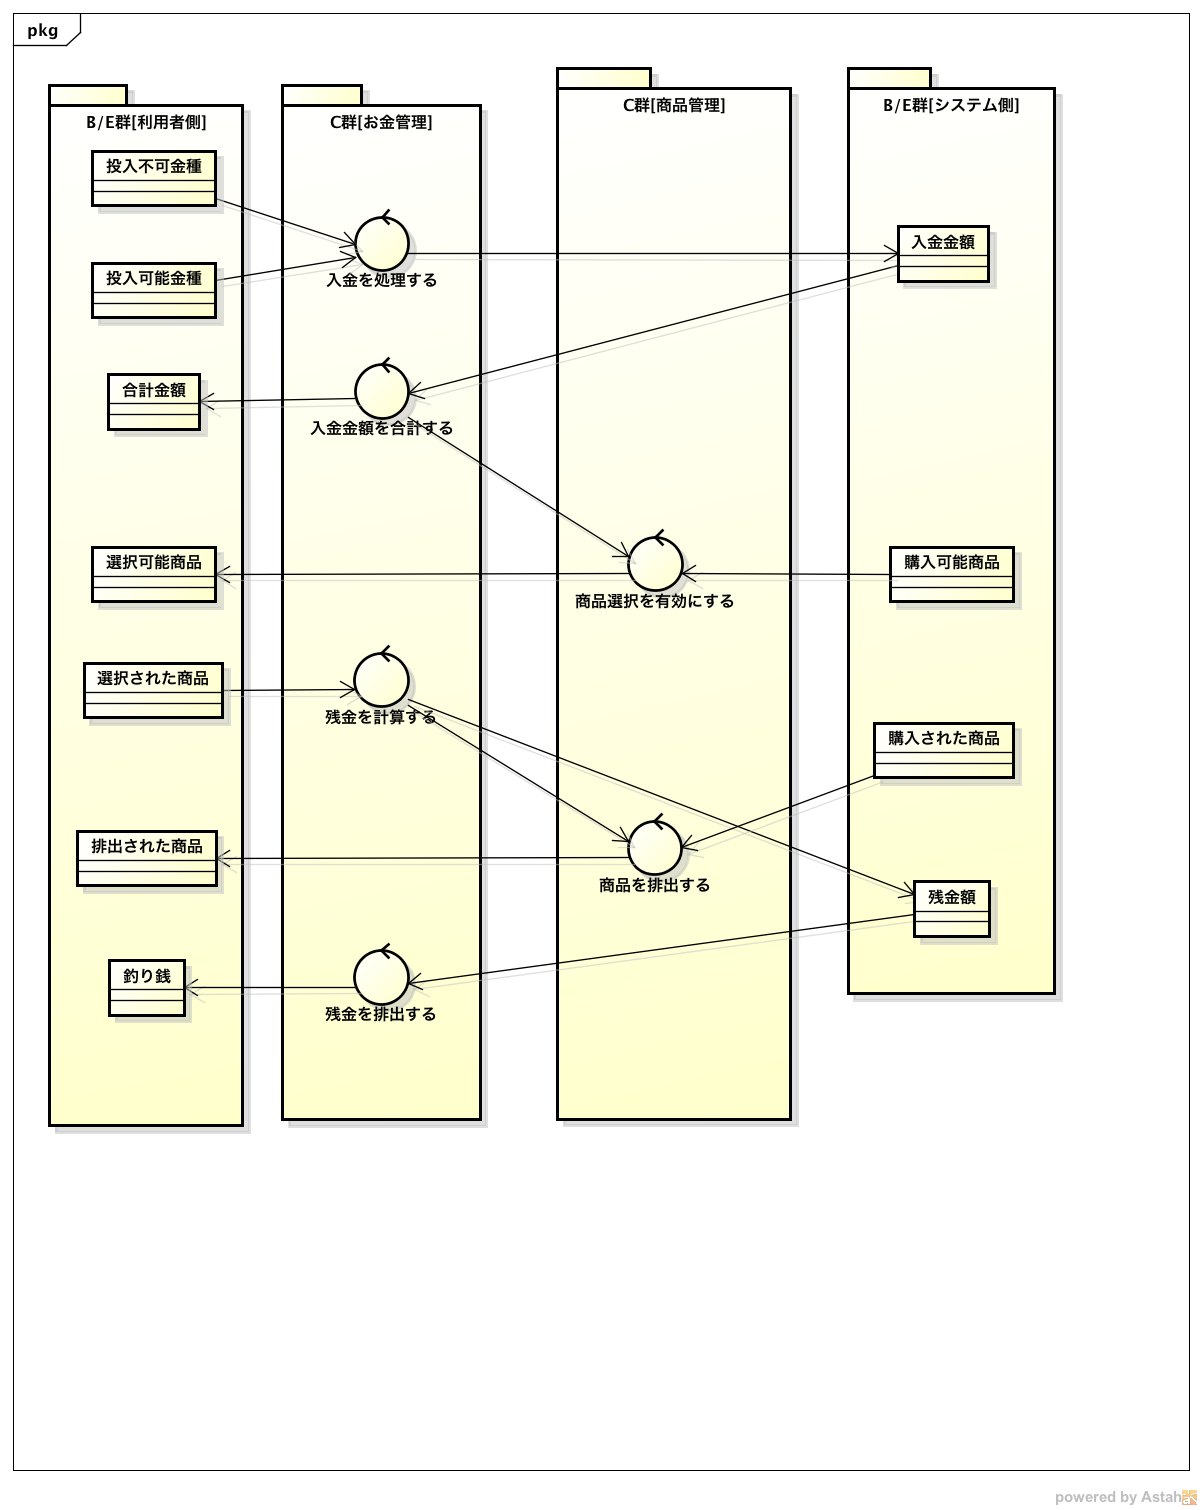 pkg
B/E群[利用者側]
C群[お金管理]
C群[商品管理]
B/E群[システム側]
投入不可金種
入金金額
投入可能金種
入金を処理する
合計金額
入金金額を合計する
選択可能商品
購入可能商品
商品選択を有効にする
選択された商品
残金を計算する
購入された商品
排出された商品
商品を排出する
残金額
釣り銭
残金を排出する
powered by Astah